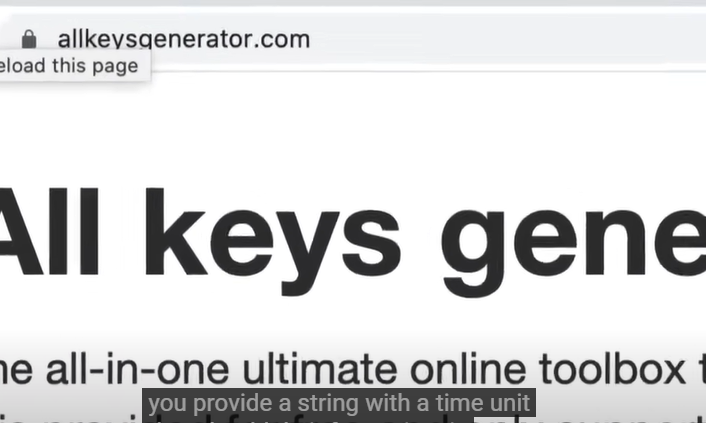 allkeysgenerator.com
eload this page
All keys gene
ne all-in-one ultimate online toolbox t
you provide a string with a time unit